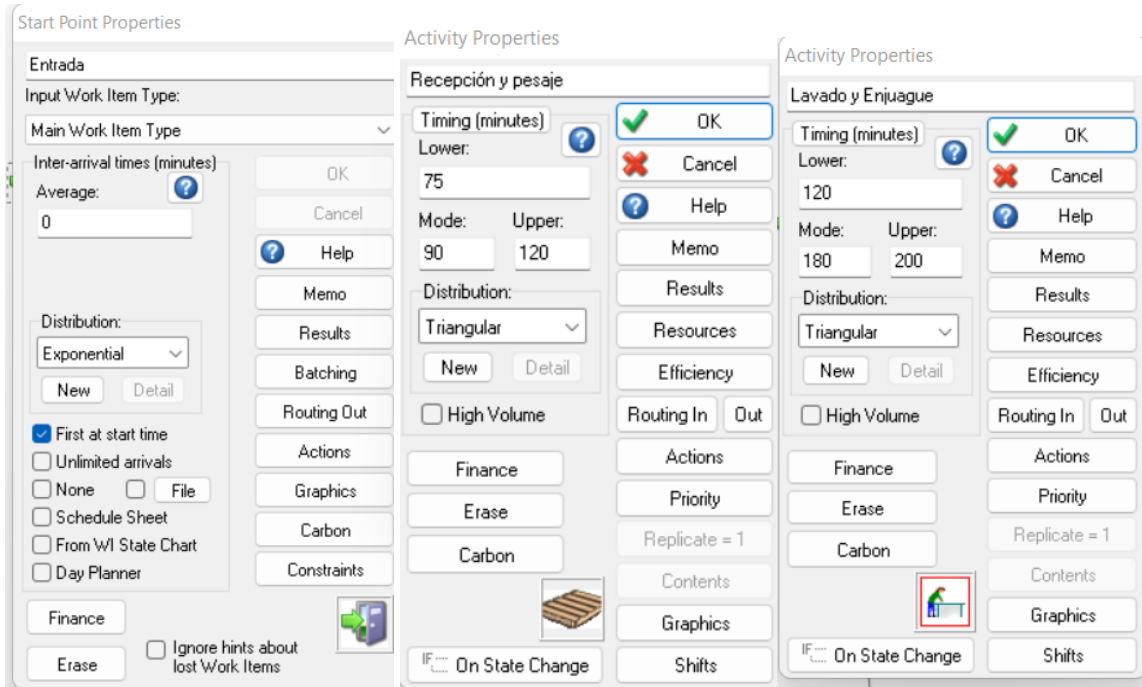 Start Point Properties
Entrada
Input Work Item Type:
Main Work Item Type
Inter-arrival times (minutes)
Average:
0
Distribution:
Exponential
New Detail
First at start time
Unlimited arrivals
None File
Schedule Sheet
From WI State Chart
Day Planner
Finance
Erase
Ignore hints about
lost Work Items
OK
Cancel
Help
Memo
Results
Batching
Routing Out
Actions
Graphics
Carbon
Constraints
Activity Properties
Recepción y pesaje
Timing (minutes)
Lower:
75
Mode: Upper:
90 120
Distribution:
Triangular
New Detail
High Volume
Finance
Erase
Carbon
IF On State Change
OK
Cancel
Help
Memo
Results
Resources
Efficiency
Routing In Out
Actions
Priority
Replicate = 1
Contents
Graphics
Shifts
Activity Properties
Lavado y Enjuague
Timing (minutes)
Lower:
120
Mode: Upper:
180 200
Distribution:
Triangular
New Detail
High Volume
Finance
Erase
Carbon
IF On State Change
OK
Cancel
Help
Memo
Results
Resources
Efficiency
Routing In Out
Actions
Priority
Replicate = 1
Contents
Graphics
Shifts